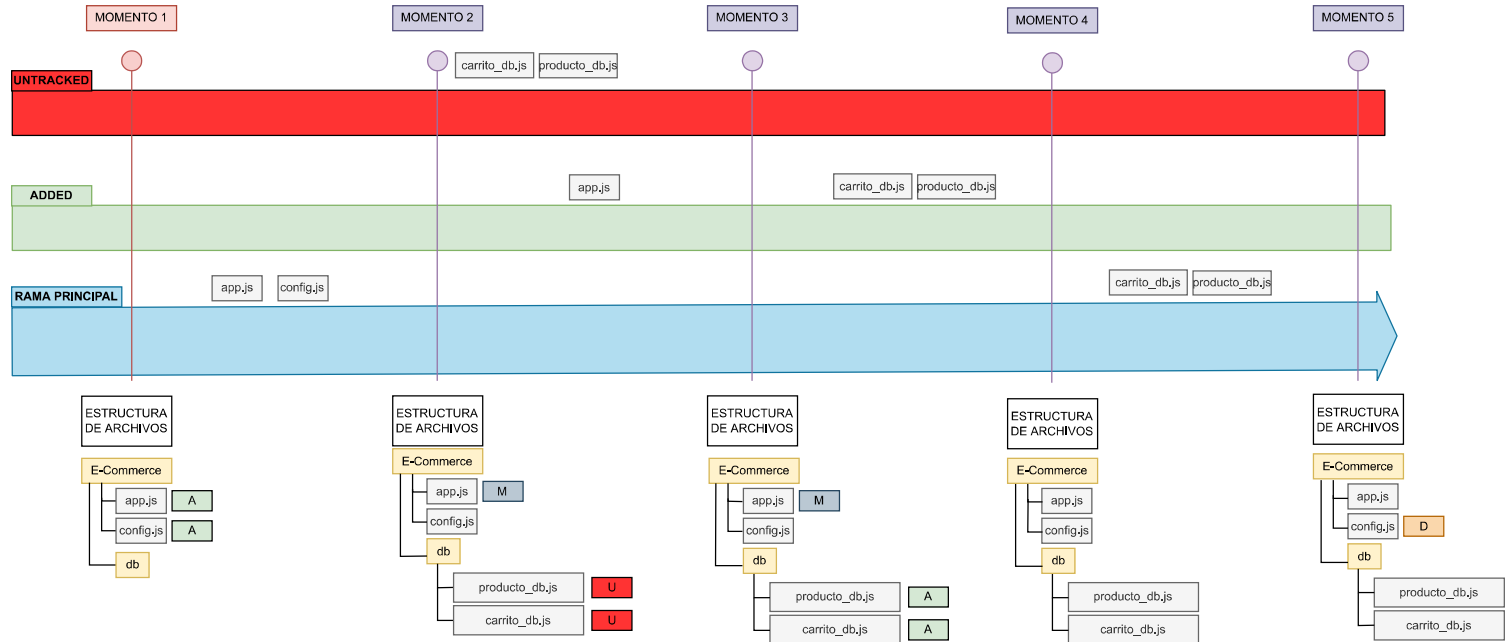 MOMENTO 1
MOMENTO 2
MOMENTO 3
MOMENTO 4
MOMENTO 5
carrito_db.js
producto_db.js
UNTRACKED
app.js
carrito_db.js
producto_db.js
ADDED
app.js
config.js
carrito_db.js
producto_db.js
RAMA PRINCIPAL
ESTRUCTURA
DE ARCHIVOS
E-Commerce
app.js
A
config.js
A
db
ESTRUCTURA
DE ARCHIVOS
E-Commerce
app.js
M
config.js
db
producto_db.js
U
carrito_db.js
U
ESTRUCTURA
DE ARCHIVOS
E-Commerce
app.js
M
config.js
db
producto_db.js
A
carrito_db.js
A
ESTRUCTURA
DE ARCHIVOS
E-Commerce
app.js
config.js
db
producto_db.js
carrito_db.js
ESTRUCTURA
DE ARCHIVOS
E-Commerce
app.js
config.js
D
db
producto_db.js
carrito_db.js